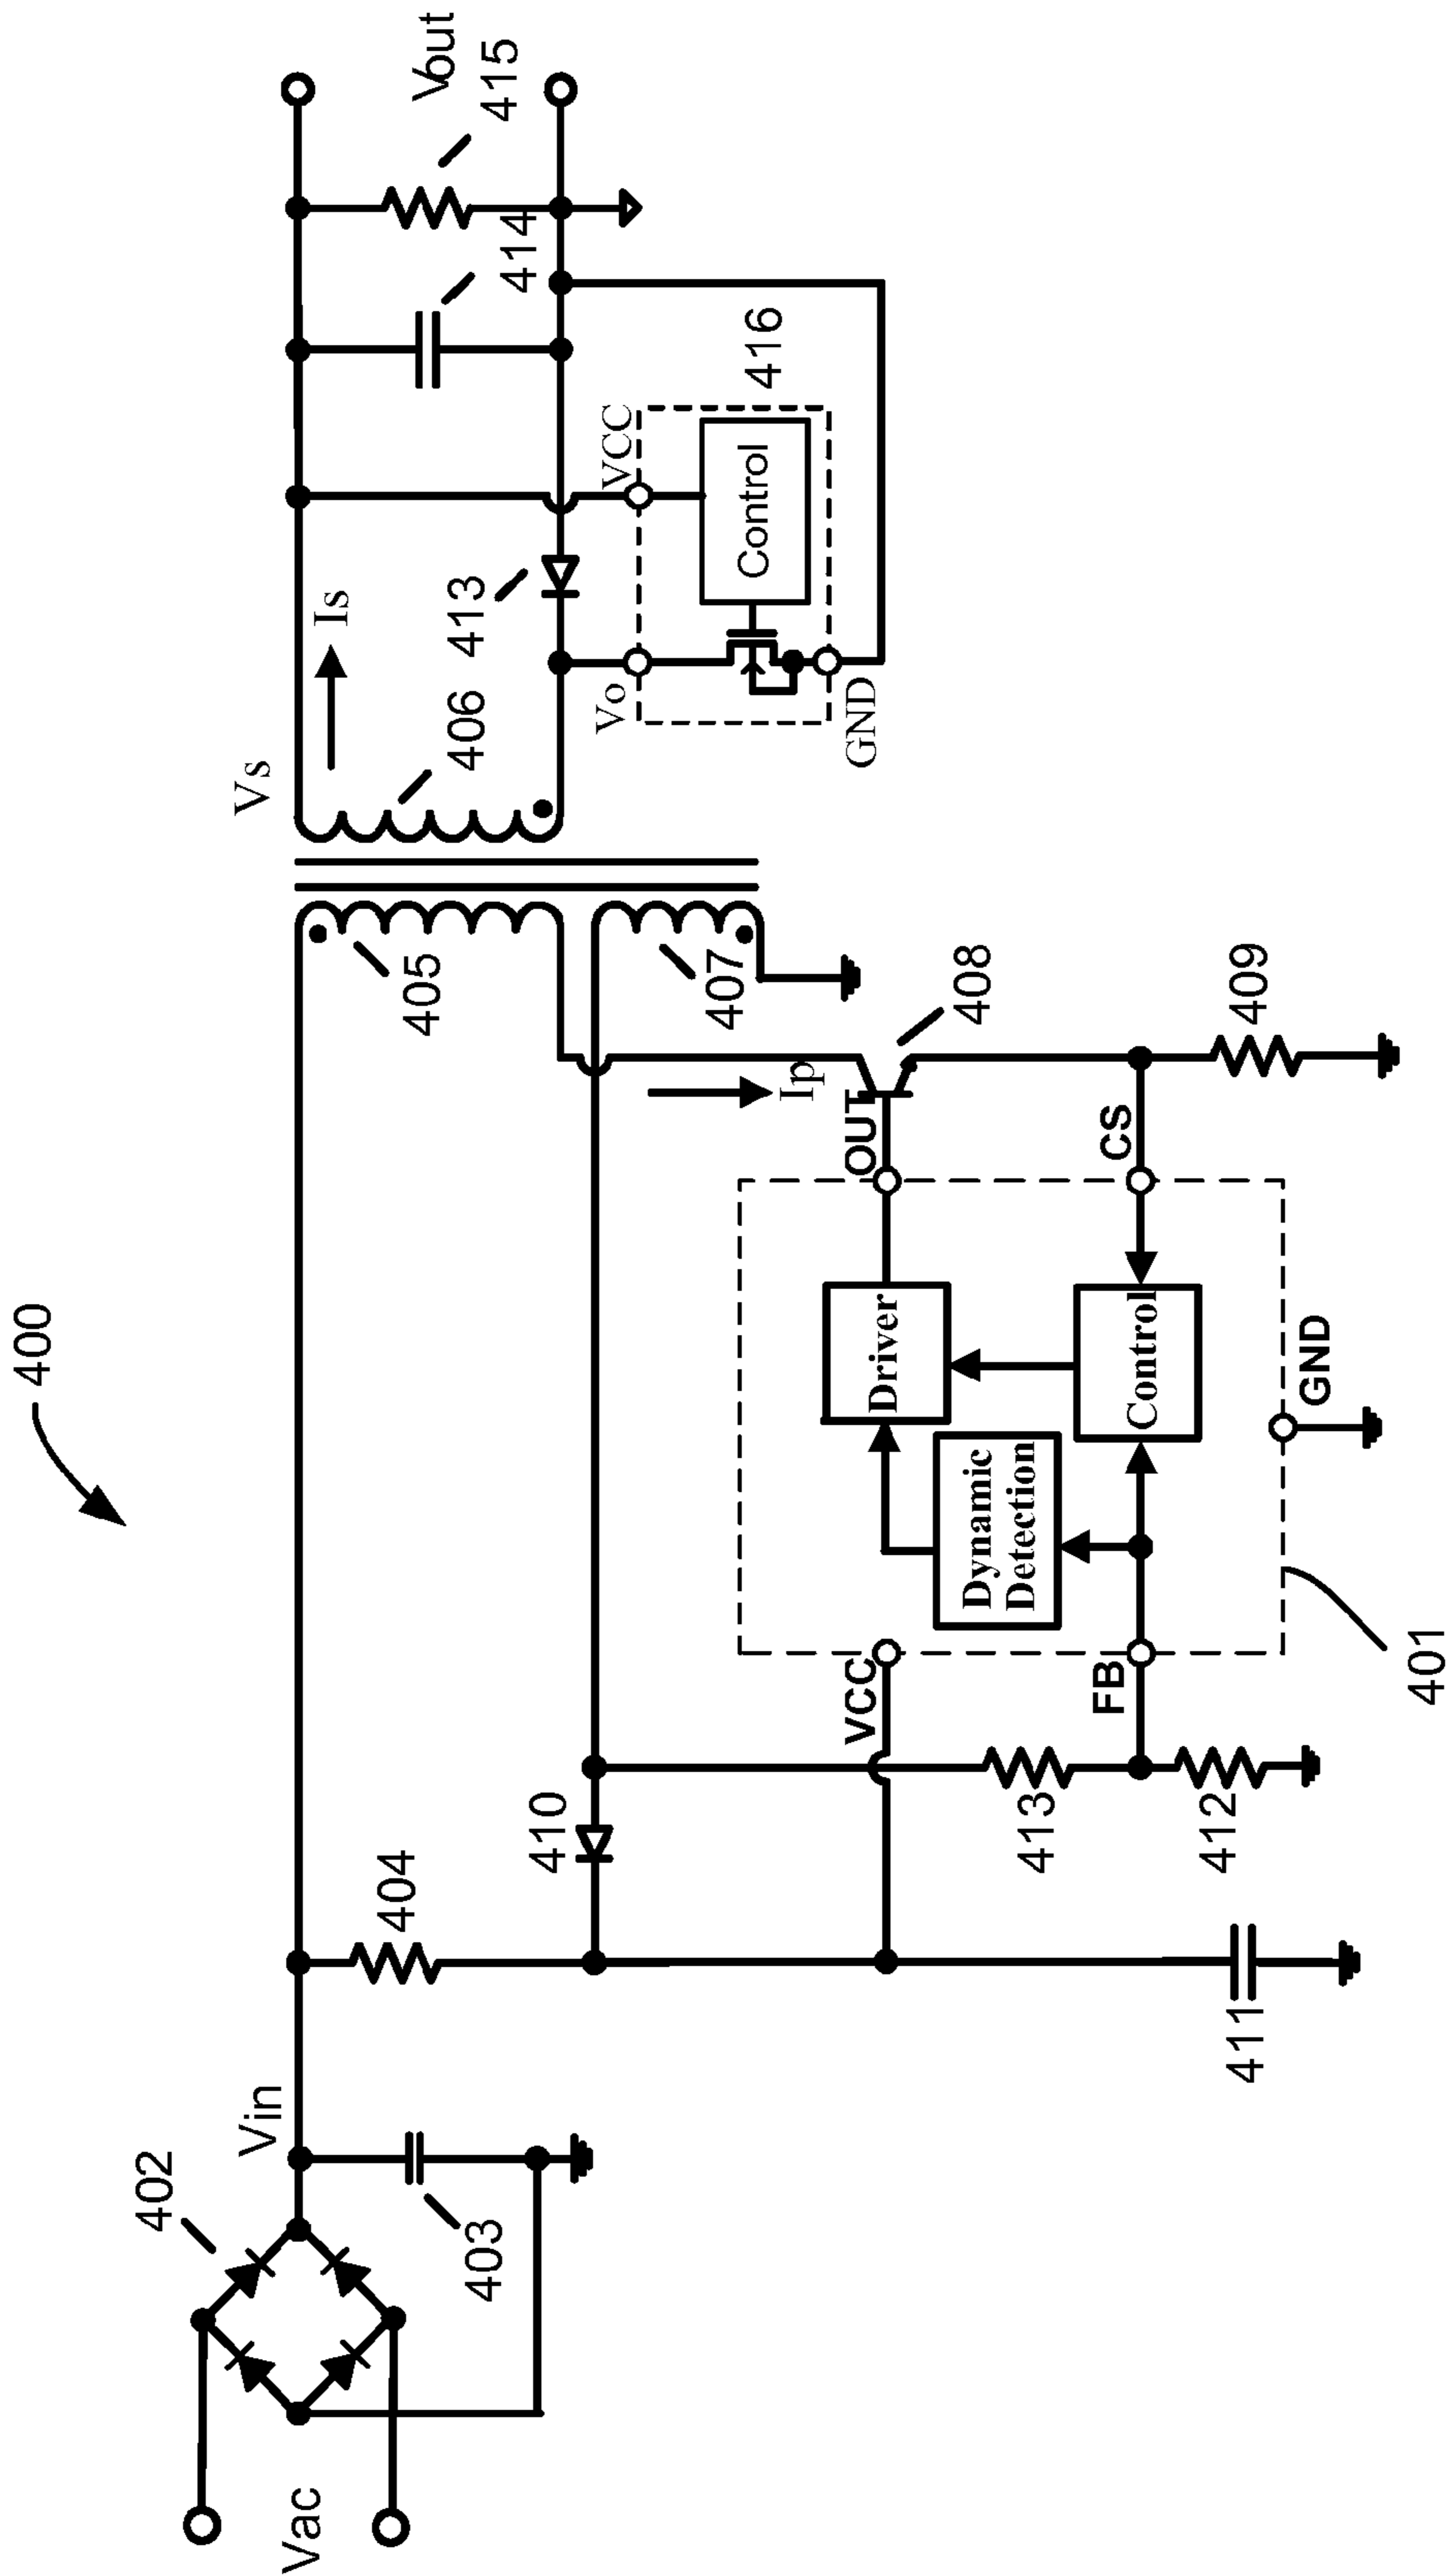 400
Vac
402
Vin
403
404
405
Vs
406
Is
413
414
Vout
415
410
407
Ip
408
Vo
VCC
Control
416
GND
VCC
OUT
Driver
Dynamic
Detection
413
FB
Control
CS
409
412
411
401
GND